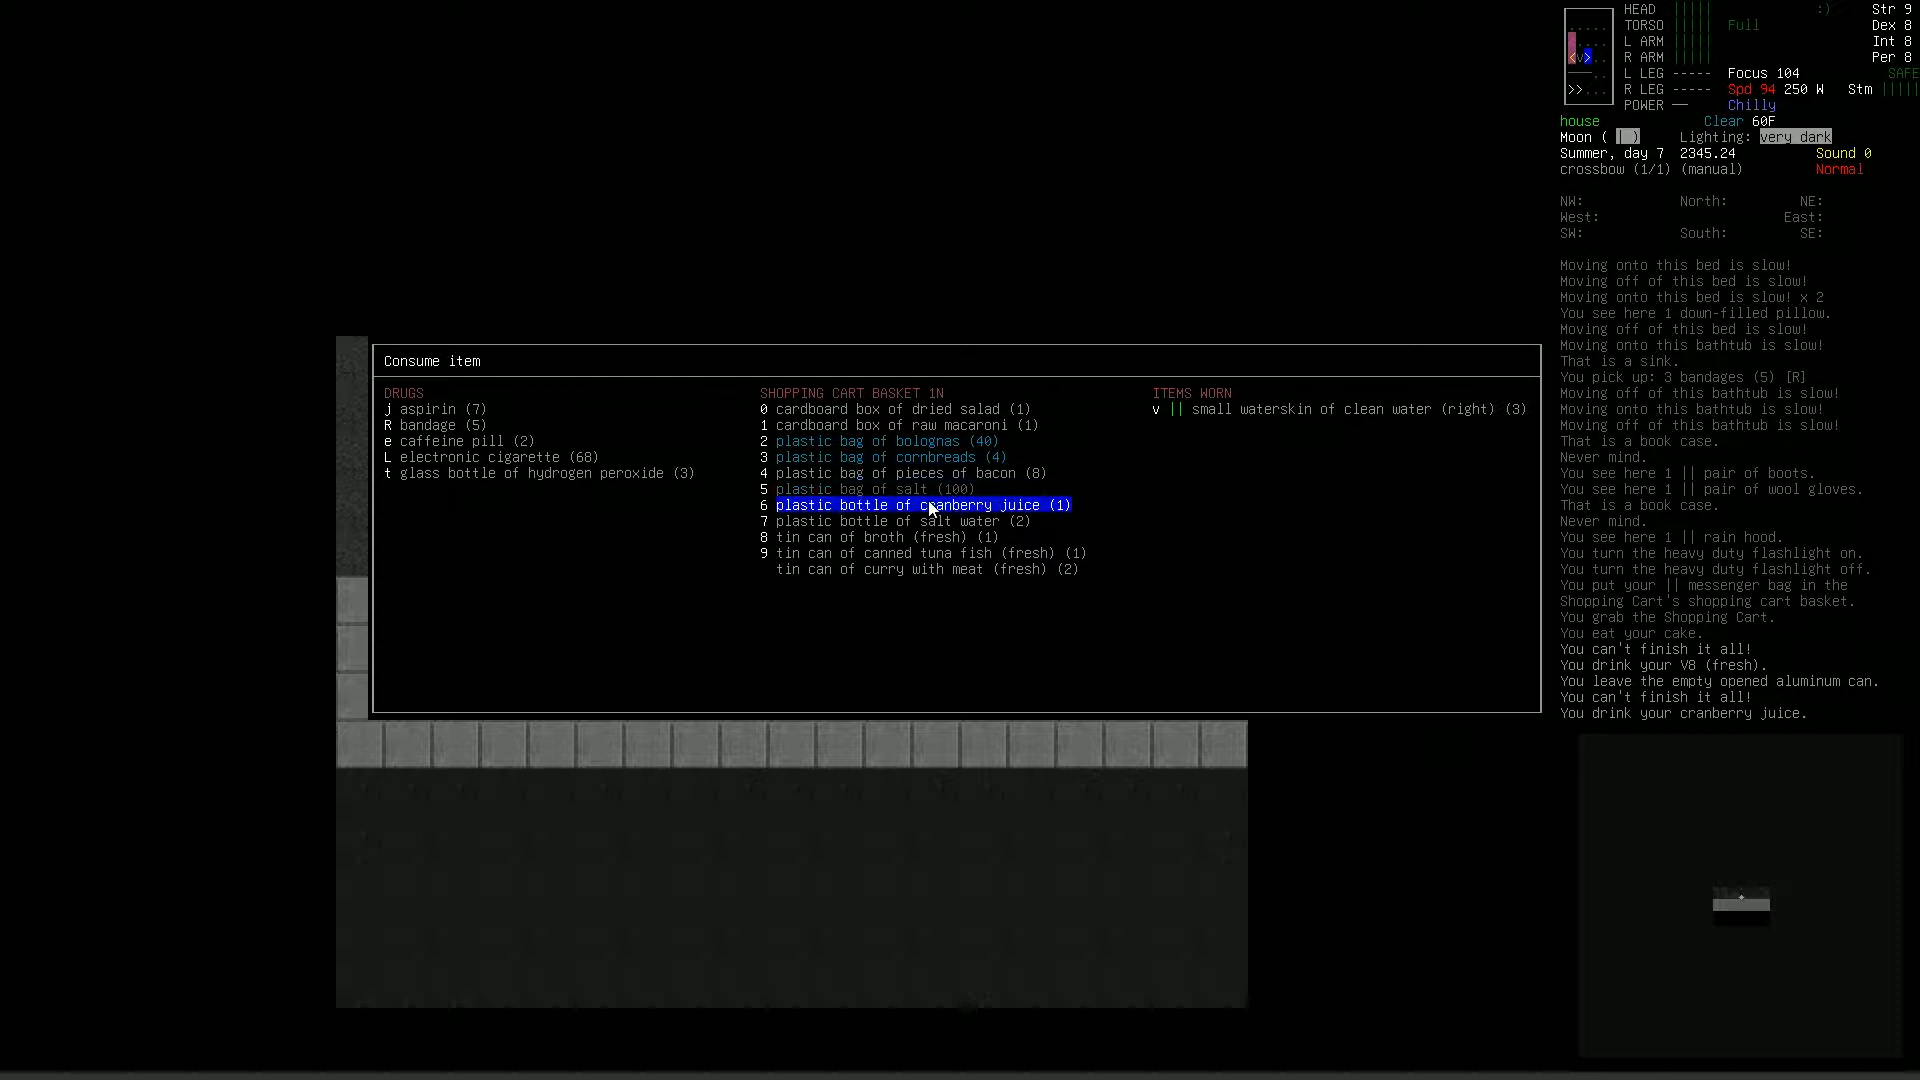 HEAD ||||| :) Str 9
TORSO ||||| Full Dex 8
L ARM ||||| Int 8
R ARM ||||| Per 8
L LEG ----- Focus 104 SAFE
R LEG ----- Spd 94 250 W Stm |||||
POWER —
Chilly
<v>..
>>...
house Clear 60F
Moon ( | ) Lighting: very dark
Summer, day 7 2345.24 Sound 0
crossbow (1/1) (manual) Normal
NW: North: NE:
West: East:
SW: South: SE:
Moving onto this bed is slow!
Moving off of this bed is slow!
Moving onto this bed is slow! x 2
You see here 1 down-filled pillow.
Moving off of this bed is slow!
Moving onto this bathtub is slow!
That is a sink.
You pick up: 3 bandages (5) [R]
Moving off of this bathtub is slow!
Moving onto this bathtub is slow!
Moving off of this bathtub is slow!
That is a book case.
Never mind.
You see here 1 || pair of boots.
You see here 1 || pair of wool gloves.
That is a book case.
Never mind.
You see here 1 || rain hood.
You turn the heavy duty flashlight on.
You turn the heavy duty flashlight off.
You put your || messenger bag in the
Shopping Cart's shopping cart basket.
You grab the Shopping Cart.
You eat your cake.
You can't finish it all!
You drink your V8 (fresh).
You leave the empty opened aluminum can.
You can't finish it all!
You drink your cranberry juice.
Consume item
DRUGS
j aspirin (7)
R bandage (5)
e caffeine pill (2)
L electronic cigarette (68)
t glass bottle of hydrogen peroxide (3)
SHOPPING CART BASKET 1N
0 cardboard box of dried salad (1)
1 cardboard box of raw macaroni (1)
2 plastic bag of bolognas (40)
3 plastic bag of cornbreads (4)
4 plastic bag of pieces of bacon (8)
5 plastic bag of salt (100)
6 plastic bottle of cranberry juice (1)
7 plastic bottle of salt water (2)
8 tin can of broth (fresh) (1)
9 tin can of canned tuna fish (fresh) (1)
tin can of curry with meat (fresh) (2)
ITEMS WORN
v || small waterskin of clean water (right) (3)